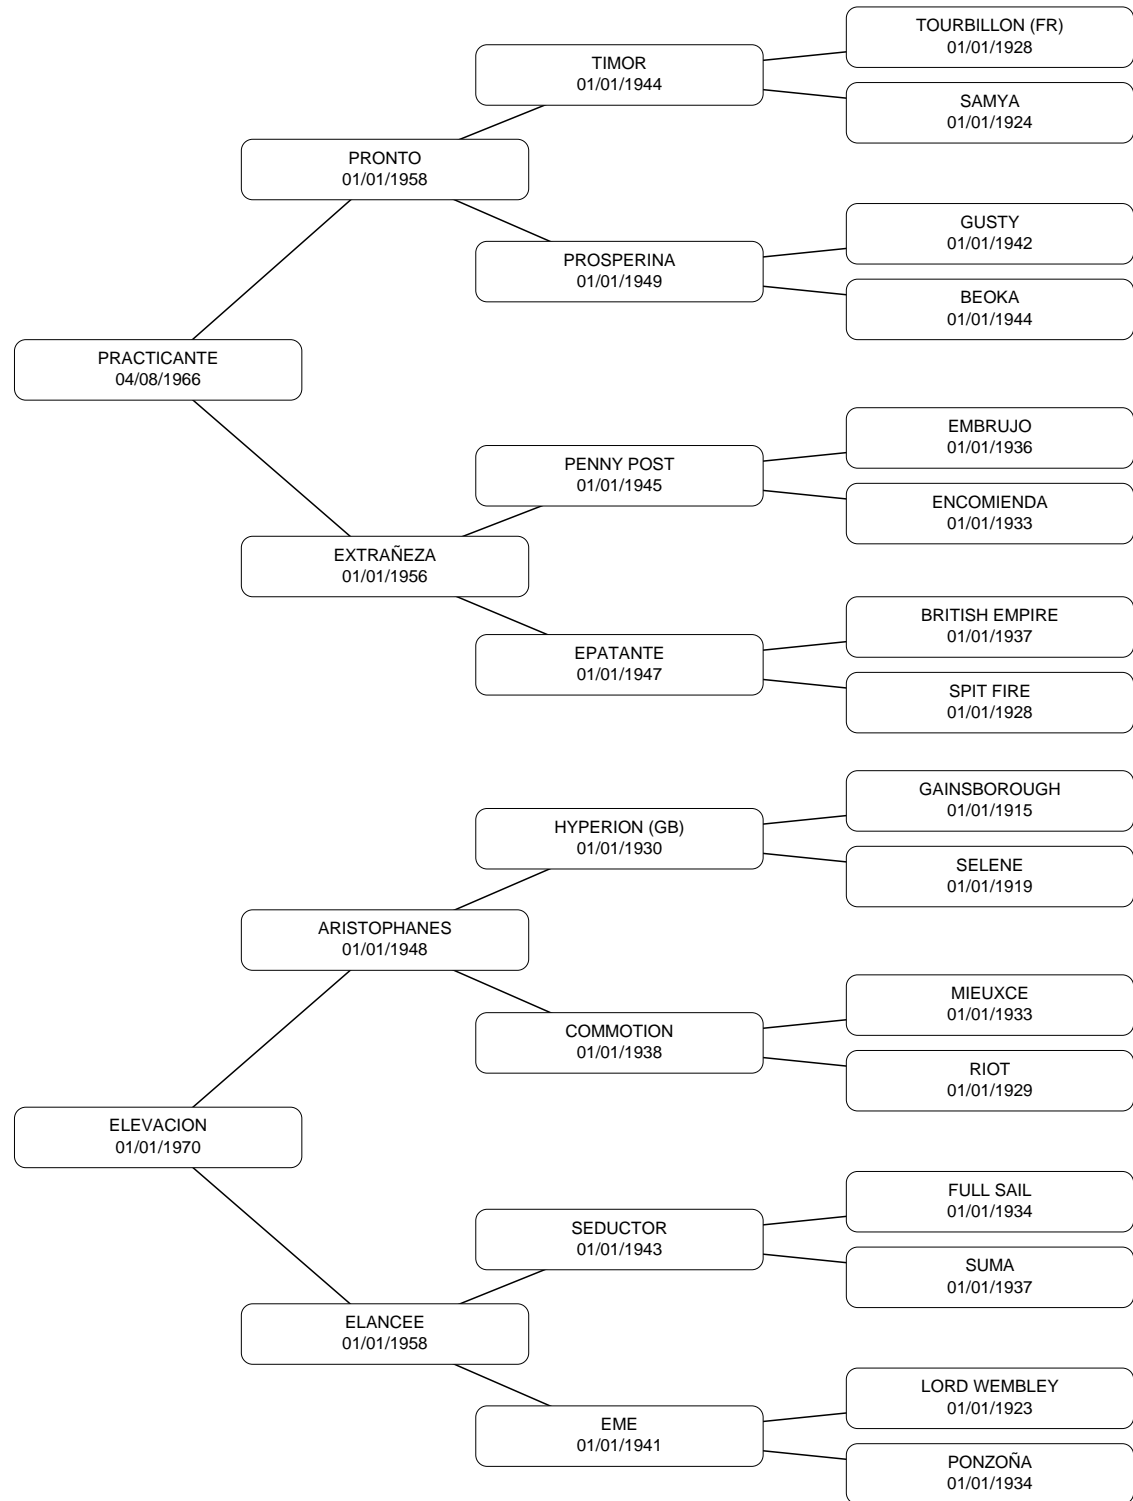 TOURBILLON (FR)
01/01/1928
TIMOR
01/01/1944
SAMYA
01/01/1924
PRONTO
01/01/1958
GUSTY
01/01/1942
PROSPERINA
01/01/1949
BEOKA
01/01/1944
PRACTICANTE
04/08/1966
EMBRUJO
01/01/1936
PENNY POST
01/01/1945
ENCOMIENDA
01/01/1933
EXTRAÑEZA
01/01/1956
BRITISH EMPIRE
01/01/1937
EPATANTE
01/01/1947
SPIT FIRE
01/01/1928
GAINSBOROUGH
01/01/1915
HYPERION (GB)
01/01/1930
SELENE
01/01/1919
ARISTOPHANES
01/01/1948
MIEUXCE
01/01/1933
COMMOTION
01/01/1938
RIOT
01/01/1929
ELEVACION
01/01/1970
FULL SAIL
01/01/1934
SEDUCTOR
01/01/1943
SUMA
01/01/1937
ELANCEE
01/01/1958
LORD WEMBLEY
01/01/1923
EME
01/01/1941
PONZOÑA
01/01/1934